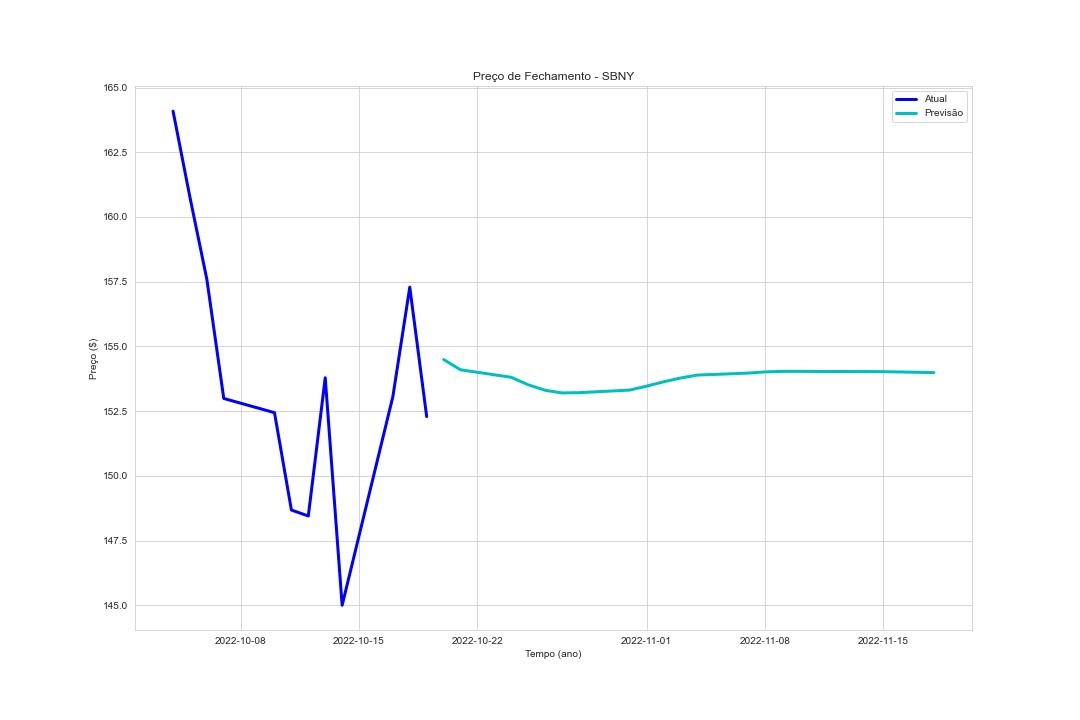 Preço de Fechamento - SBNY
Atual
Previsão
Preço ($)
165.0
162.5
160.0
157.5
155.0
152.5
150.0
147.5
145.0
2022-10-08 2022-10-15 2022-10-22 2022-11-01 2022-11-08 2022-11-15
Tempo (ano)